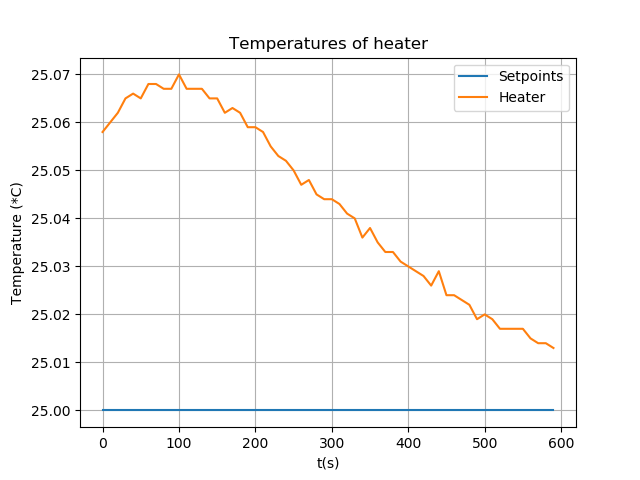 Temperatures of heater
Setpoints
Heater
25.07
25.06
25.05
25.04
25.03
25.02
25.01
25.00
Temperature (*C)
0 100 200 300 400 500 600
t(s)